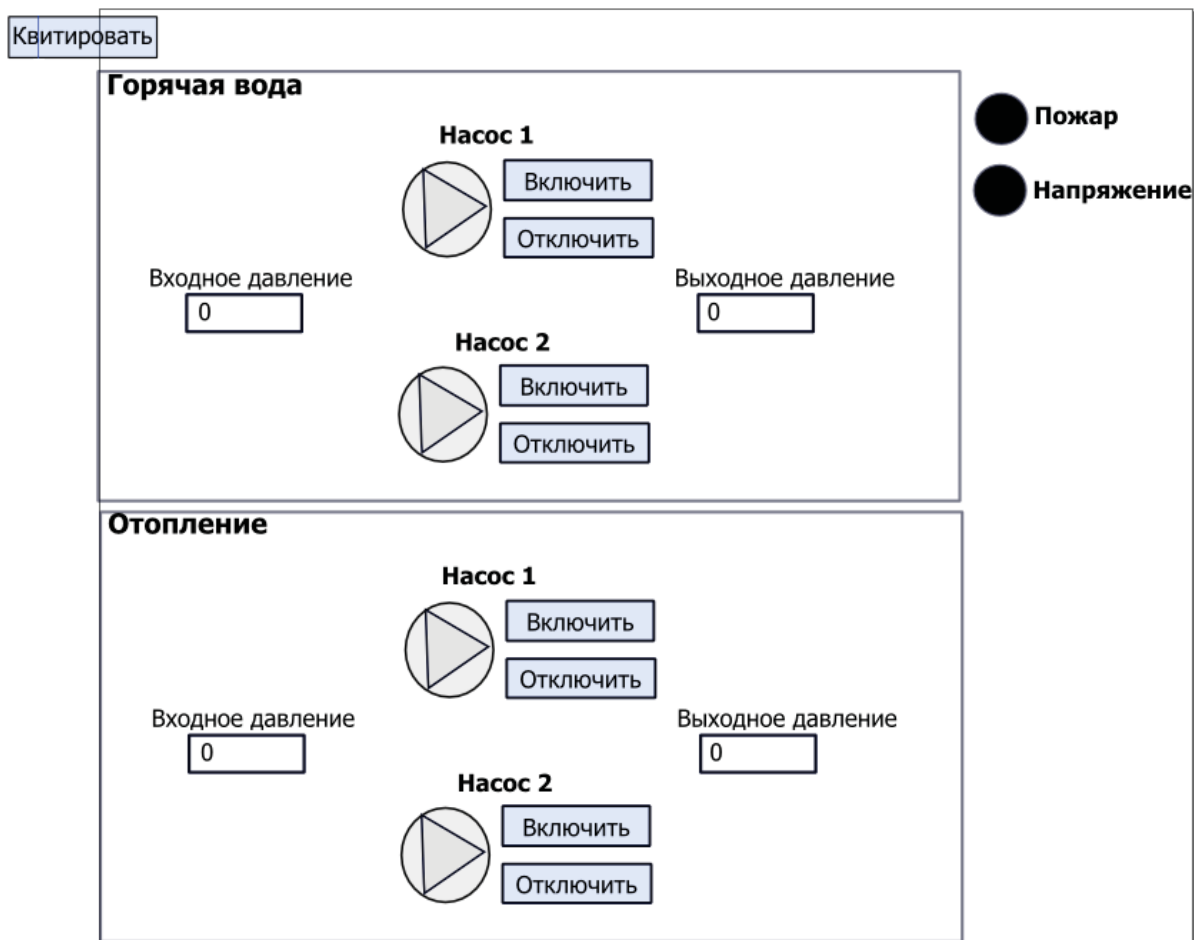 Квитировать
Горячая вода
Пожар
Насос 1
Включить
Напряжение
Отключить
Входное давление
Выходное давление
0
0
Насос 2
Включить
Отключить
Отопление
Насос 1
Включить
Отключить
Входное давление
Выходное давление
0
0
Насос 2
Включить
Отключить